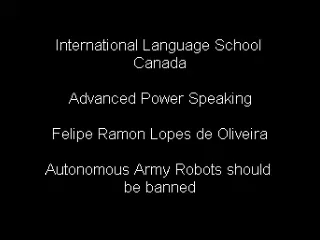 International Language School
Canada
Advanced Power Speaking
Felipe Ramon Lopes de Oliveira
Autonomous Army Robots should
be banned